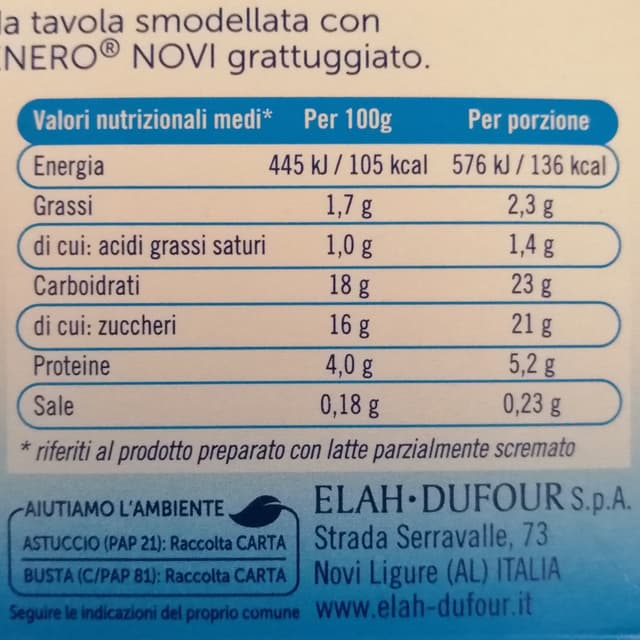 la tavola smodellata con
NERO® NOVI grattuggiato.
Valori nutrizionali medi* Per 100g Per porzione
Energia 445 kJ / 105 kcal 576 kJ / 136 kcal
Grassi 1,7 g 2,3 g
di cui: acidi grassi saturi 1,0 g 1,4 g
Carboidrati 18 g 23 g
di cui: zuccheri 16 g 21 g
Proteine 4,0 g 5,2 g
Sale 0,18 g 0,23 g
* riferiti al prodotto preparato con latte parzialmente scremato
AIUTIAMO L'AMBIENTE
ASTUCCIO (PAP 21): Raccolta CARTA
BUSTA (C/PAP 81): Raccolta CARTA
Seguire le indicazioni del proprio comune
ELAH·DUFOUR S.p.A.
Strada Serravalle, 73
Novi Ligure (AL) ITALIA
www.elah-dufour.it